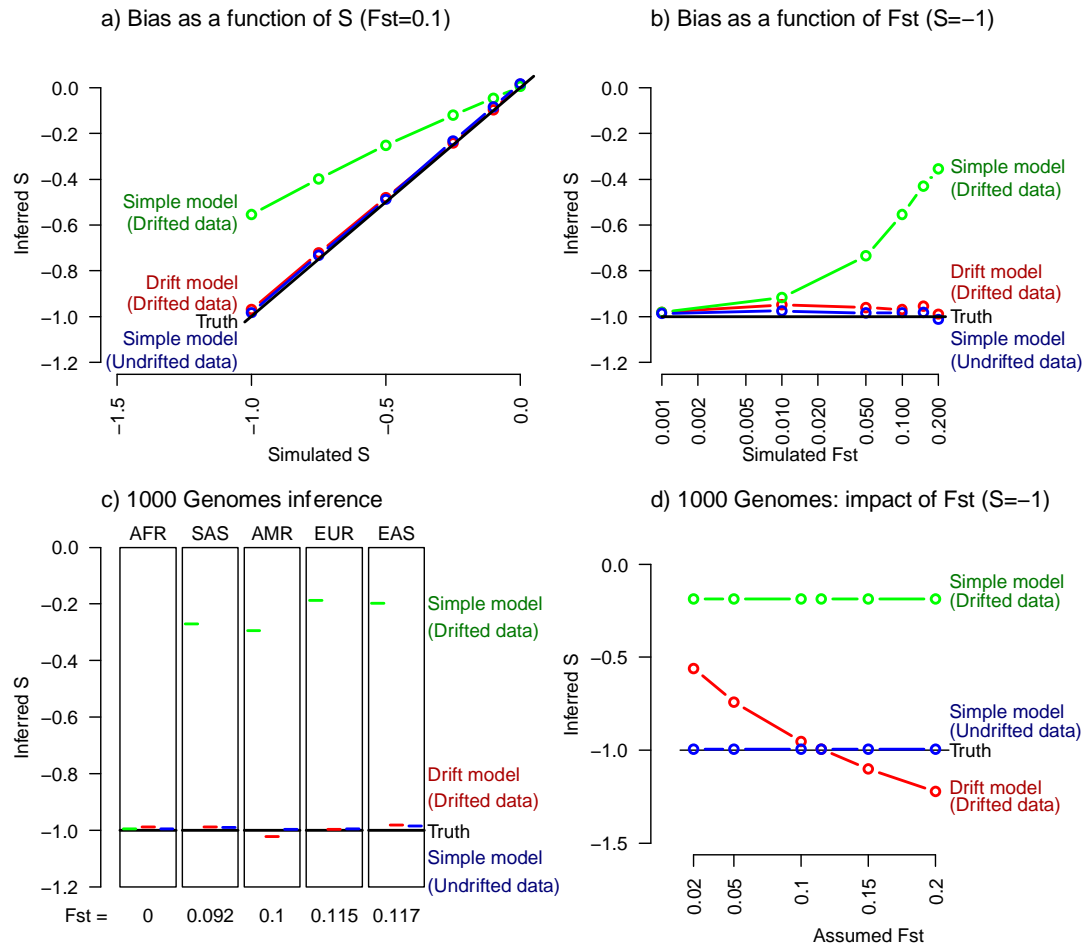 a) Bias as a function of S (Fst=0.1)
Inferred S
0.0
−0.2
−0.4
−0.6
−0.8
−1.0
−1.2
Simple model
(Drifted data)
Drift model
(Drifted data)
Truth
Simple model
(Undrifted data)
−1.5
−1.0
−0.5
0.0
Simulated S
b) Bias as a function of Fst (S=−1)
Inferred S
0.0
−0.2
−0.4
−0.6
−0.8
−1.0
−1.2
Simple model
(Drifted data)
Drift model
(Drifted data)
Truth
Simple model
(Undrifted data)
0.001
0.002
0.005
0.010
0.020
0.050
0.100
0.200
Simulated Fst
c) 1000 Genomes inference
AFR SAS AMR EUR EAS
Inferred S
0.0
−0.2
−0.4
−0.6
−0.8
−1.0
−1.2
Simple model
(Drifted data)
Drift model
(Drifted data)
Truth
Simple model
(Undrifted data)
Fst = 0 0.092 0.1 0.115 0.117
d) 1000 Genomes: impact of Fst (S=−1)
Inferred S
0.0
−0.5
−1.0
−1.5
Simple model
(Drifted data)
Simple model
(Undrifted data)
Truth
Drift model
(Drifted data)
0.02
0.05
0.1
0.15
0.2
Assumed Fst